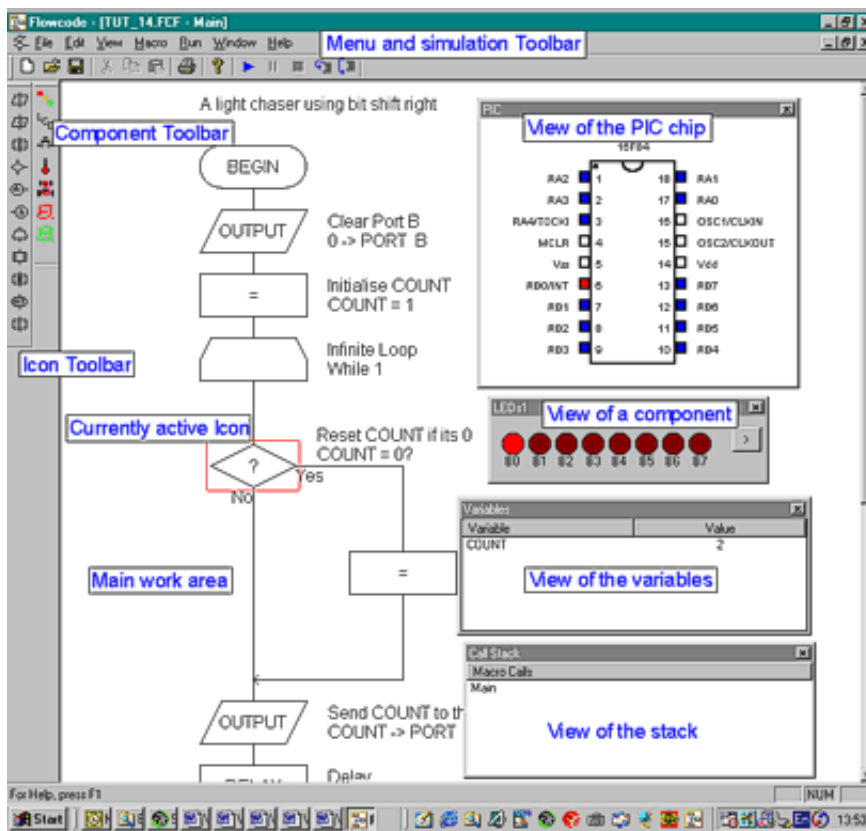 Flowcode - [TUT_14.FCF - Main]
File Edit View Macro Run Window Help
Menu and simulation Toolbar
A light chaser using bit shift right
Component Toolbar
BEGIN
OUTPUT
Clear Port B
0 -> PORT B
=
Initialise COUNT
COUNT = 1
Infinite Loop
While 1
Icon Toolbar
Currently active Icon
Reset COUNT if its 0
COUNT = 0?
?
Yes
No
Main work area
=
OUTPUT
Send COUNT to th
COUNT -> PORT
DELAY
Delay
PIC
View of the PIC chip
16F84
RA2 1 18 RA1
RA3 2 17 RA0
RA4/T0CKI 3 16 OSC1/CLKIN
MCLR 4 15 OSC2/CLKOUT
Vss 5 14 Vdd
RB0/INT 6 13 RB7
RB1 7 12 RB6
RB2 8 11 RB5
RB3 9 10 RB4
LEDs1
View of a component
>
B0 B1 B2 B3 B4 B5 B6 B7
Variables
Variable Value
COUNT 2
View of the variables
Call Stack
Macro Calls
Main
View of the stack
For Help, press F1
NUM
Start